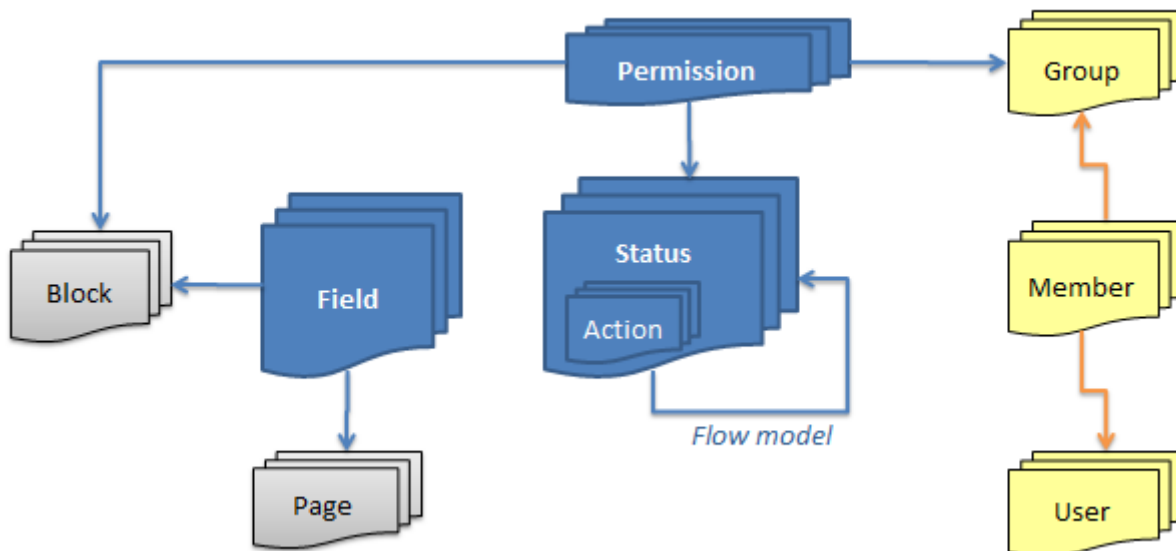 Permission
Group
Status
Block
Field
Action
Member
Flow model
Page
User